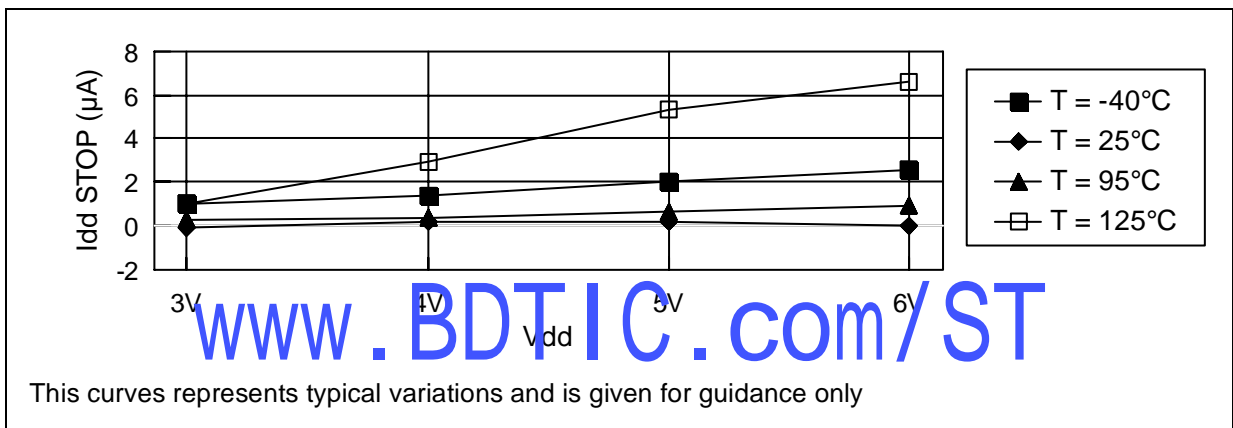 8
6
4
2
0
-2
Idd STOP (µA)
3V 4V 5V 6V
Vdd
T = -40°C
T = 25°C
T = 95°C
T = 125°C
www.BDTIC.com/ST
This curves represents typical variations and is given for guidance only